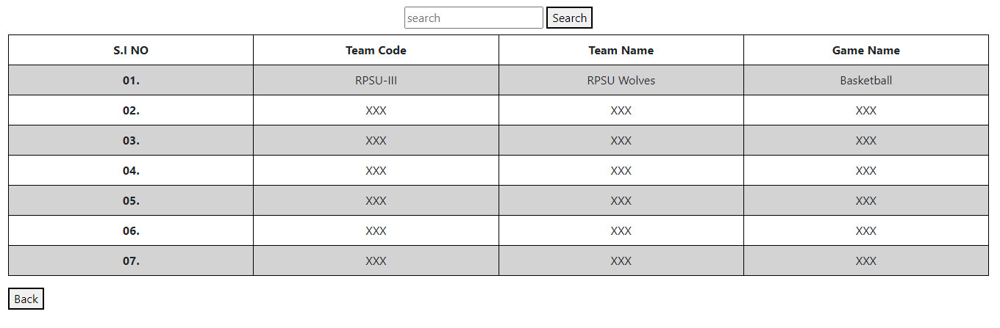 search Search
S.I NO Team Code Team Name Game Name
01. RPSU-III RPSU Wolves Basketball
02. XXX XXX XXX
03. XXX XXX XXX
04. XXX XXX XXX
05. XXX XXX XXX
06. XXX XXX XXX
07. XXX XXX XXX
Back